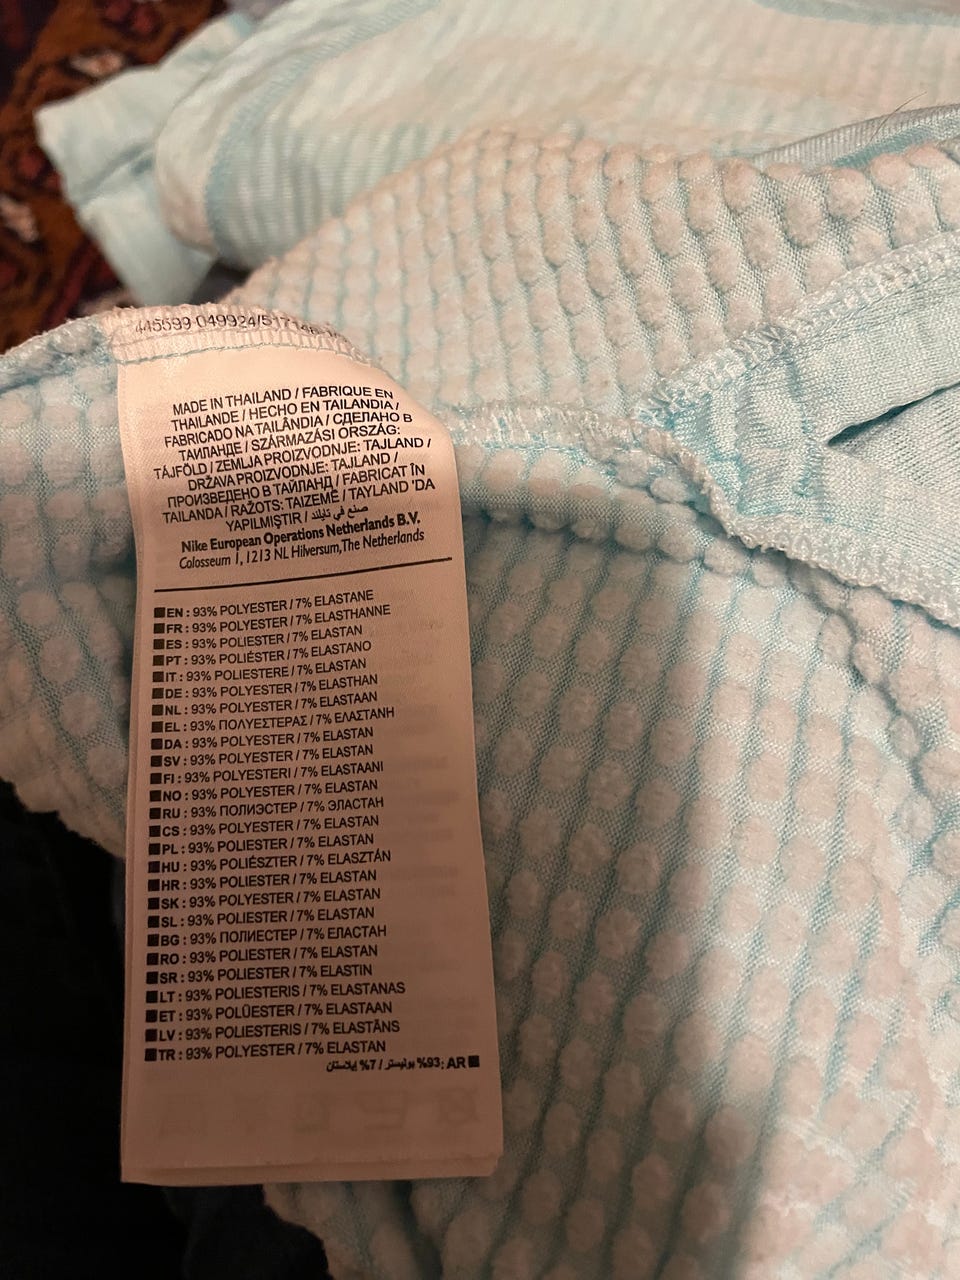 445599 049924/517148
MADE IN THAILAND / FABRIQUE EN
THAILANDE / HECHO EN TAILANDIA /
FABRICADO NA TAILÂNDIA / СДЕЛАНО В
ТАИЛАНДЕ / SZÁRMAZÁSI ORSZÁG:
TÁJFÖLD / ZEMLJA PROIZVODNJE: TAJLAND /
DRŽAVA PROIZVODNJE: TAJLAND /
ПРОИЗВЕДЕНО В ТАЙЛАНД / FABRICAT ÎN
TAILANDA / RAŽOTS: TAIZEMĒ / TAYLAND 'DA
YAPILMIŞTIR / صنع في تايلند
Nike European Operations Netherlands B.V.
Colosseum 1, 1213 NL Hilversum,The Netherlands
EN : 93% POLYESTER / 7% ELASTANE
FR : 93% POLYESTER / 7% ELASTHANNE
ES : 93% POLIESTER / 7% ELASTAN
PT : 93% POLIÉSTER / 7% ELASTANO
IT : 93% POLIESTERE / 7% ELASTAN
DE : 93% POLYESTER / 7% ELASTHAN
NL : 93% POLYESTER / 7% ELASTAAN
EL : 93% ΠΟΛΥΕΣΤΕΡΑΣ / 7% ΕΛΑΣΤΑΝΗ
DA : 93% POLYESTER / 7% ELASTAN
SV : 93% POLYESTER / 7% ELASTAN
FI : 93% POLYESTERI / 7% ELASTAANI
NO : 93% POLYESTER / 7% ELASTAN
RU : 93% ПОЛИЭСТЕР / 7% ЭЛАСТАН
CS : 93% POLYESTER / 7% ELASTAN
PL : 93% POLYESTER / 7% ELASTAN
HU : 93% POLIÉSZTER / 7% ELASZTÁN
HR : 93% POLIESTER / 7% ELASTAN
SK : 93% POLYESTER / 7% ELASTAN
SL : 93% POLIESTER / 7% ELASTAN
BG : 93% ПОЛИЕСТЕР / 7% ЕЛАСТАН
RO : 93% POLIESTER / 7% ELASTAN
SR : 93% POLIESTER / 7% ELASTIN
LT : 93% POLIESTERIS / 7% ELASTANAS
ET : 93% POLÜESTER / 7% ELASTAAN
LV : 93% POLIESTERIS / 7% ELASTĀNS
TR : 93% POLYESTER / 7% ELASTAN
AR :93% بوليستر / 7% إيلاستان